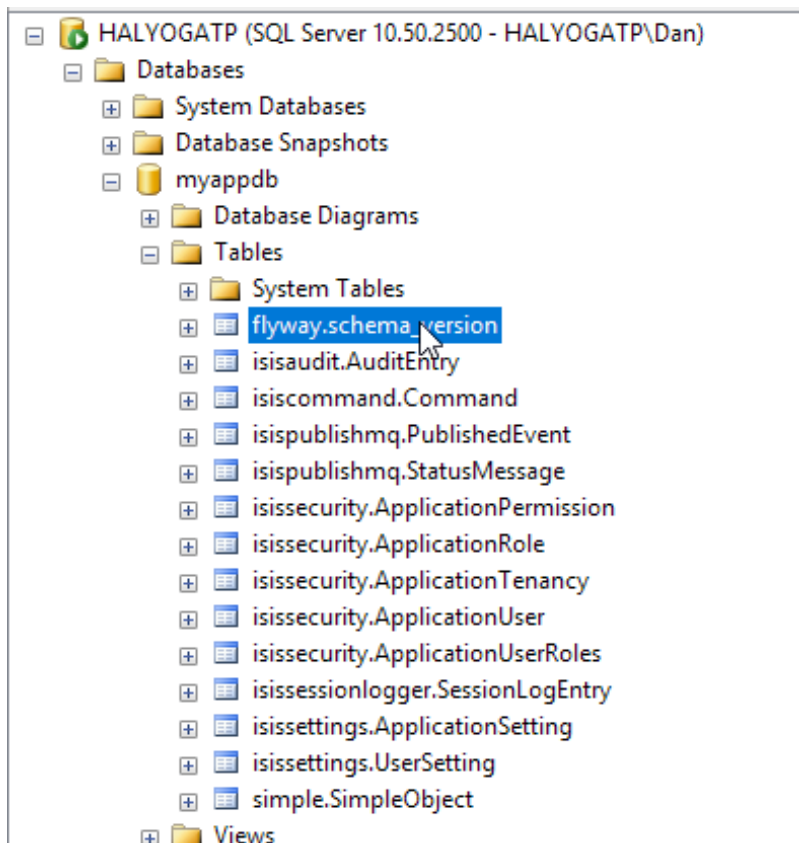 HALYOGATP (SQL Server 10.50.2500 - HALYOGATP\Dan)
Databases
System Databases
Database Snapshots
myappdb
Database Diagrams
Tables
System Tables
flyway.schema_version
isisaudit.AuditEntry
isiscommand.Command
isispublishmq.PublishedEvent
isispublishmq.StatusMessage
isissecurity.ApplicationPermission
isissecurity.ApplicationRole
isissecurity.ApplicationTenancy
isissecurity.ApplicationUser
isissecurity.ApplicationUserRoles
isissessionlogger.SessionLogEntry
isissettings.ApplicationSetting
isissettings.UserSetting
simple.SimpleObject
Views